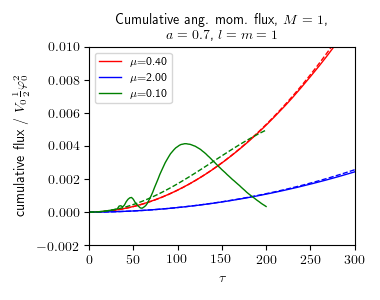 Cumulative ang. mom. flux, M = 1,
a = 0.7, l = m = 1
cumulative flux / V₀ ½ φ₀²
0.010
0.008
0.006
0.004
0.002
0.000
−0.002
μ=0.40
μ=2.00
μ=0.10
0 50 100 150 200 250 300
τ